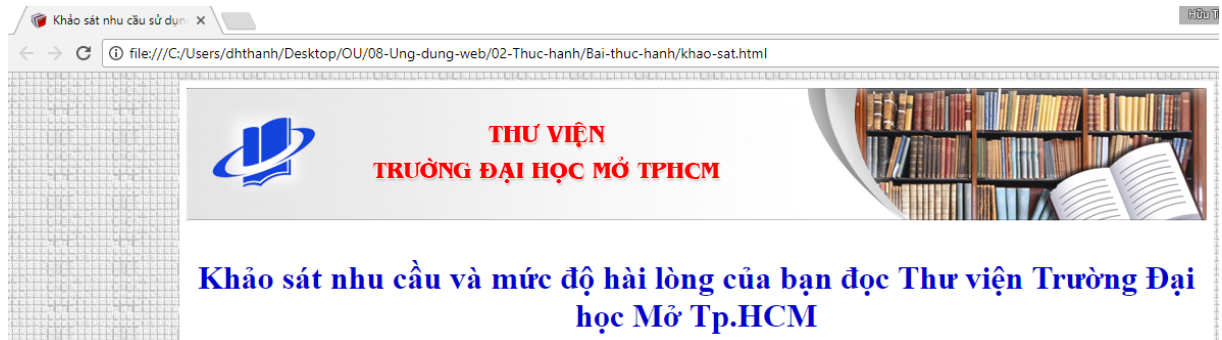 Khảo sát nhu cầu sử dụn
Hữu T
file:///C:/Users/dhthanh/Desktop/OU/08-Ung-dung-web/02-Thuc-hanh/Bai-thuc-hanh/khao-sat.html
THƯ VIỆN
TRƯỜNG ĐẠI HỌC MỞ TPHCM
Khảo sát nhu cầu và mức độ hài lòng của bạn đọc Thư viện Trường Đại
học Mở Tp.HCM